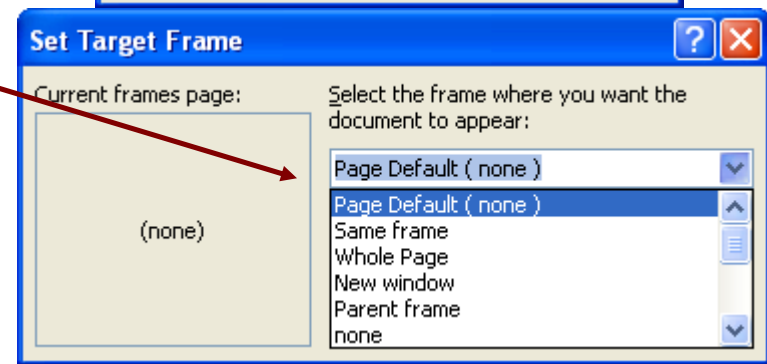 Set Target Frame
Current frames page:
(none)
Select the frame where you want the
document to appear:
Page Default ( none )
Page Default ( none )
Same frame
Whole Page
New window
Parent frame
none